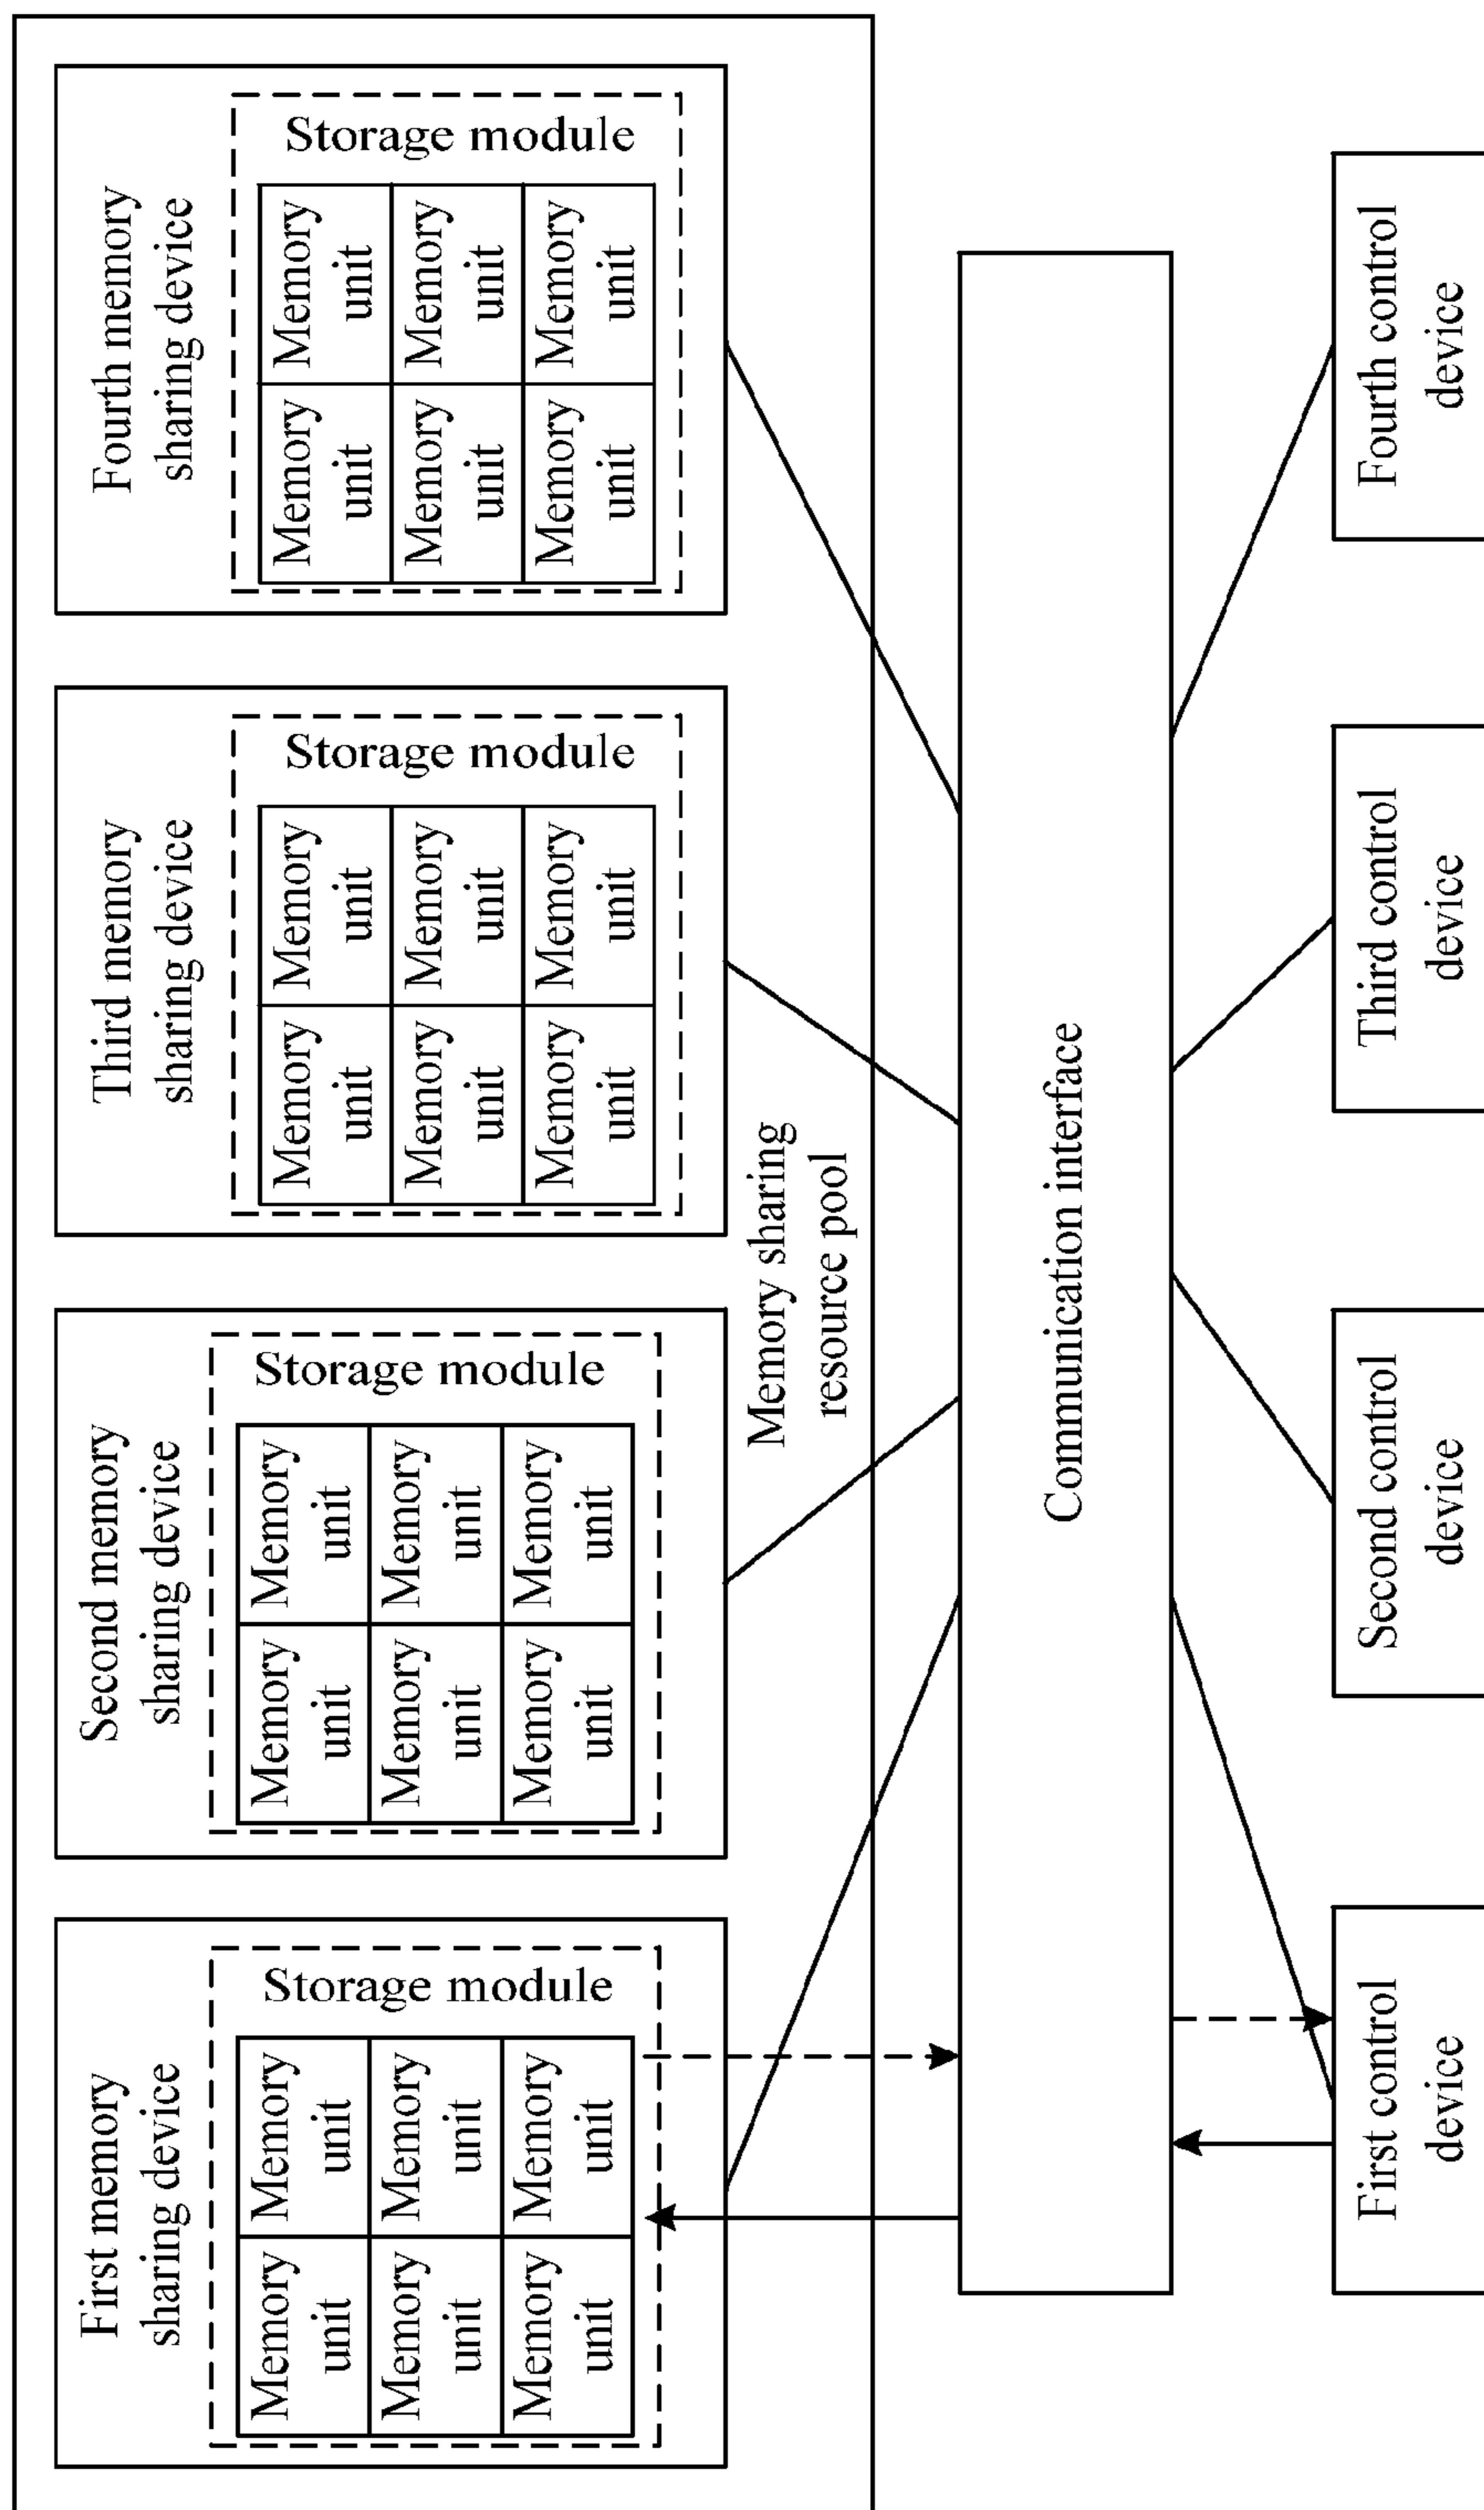 First memory
sharing device
Storage module
Memory
unit
Memory
unit
Memory
unit
Memory
unit
Memory
unit
Memory
unit
Second memory
sharing device
Storage module
Memory
unit
Memory
unit
Memory
unit
Memory
unit
Memory
unit
Memory
unit
Third memory
sharing device
Storage module
Memory
unit
Memory
unit
Memory
unit
Memory
unit
Memory
unit
Memory
unit
Fourth memory
sharing device
Storage module
Memory
unit
Memory
unit
Memory
unit
Memory
unit
Memory
unit
Memory
unit
Memory sharing
resource pool
Communication interface
First control
device
Second control
device
Third control
device
Fourth control
device